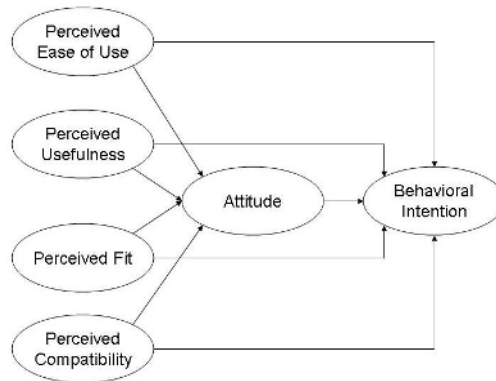 Perceived
Ease of Use
Perceived
Usefulness
Attitude
Behavioral
Intention
Perceived Fit
Perceived
Compatibility